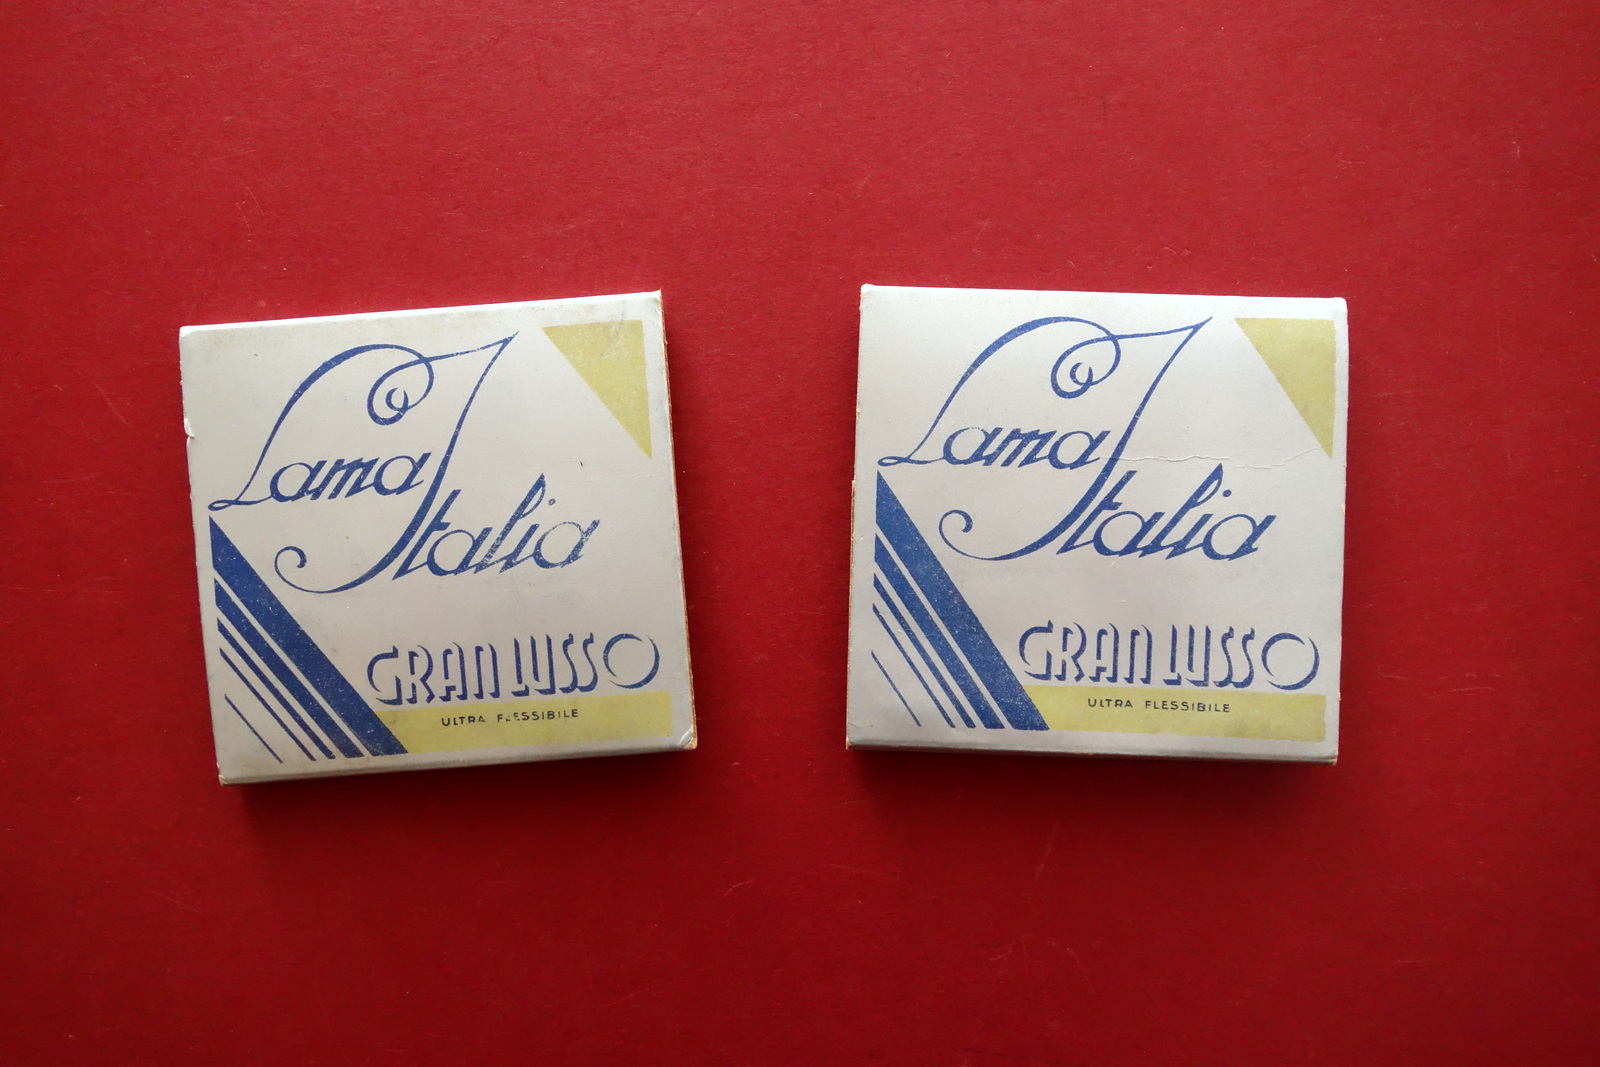 Lama
Italia
GRAN LUSSO
ULTRA FLESSIBILE
Lama
Italia
GRAN LUSSO
ULTRA FLESSIBILE